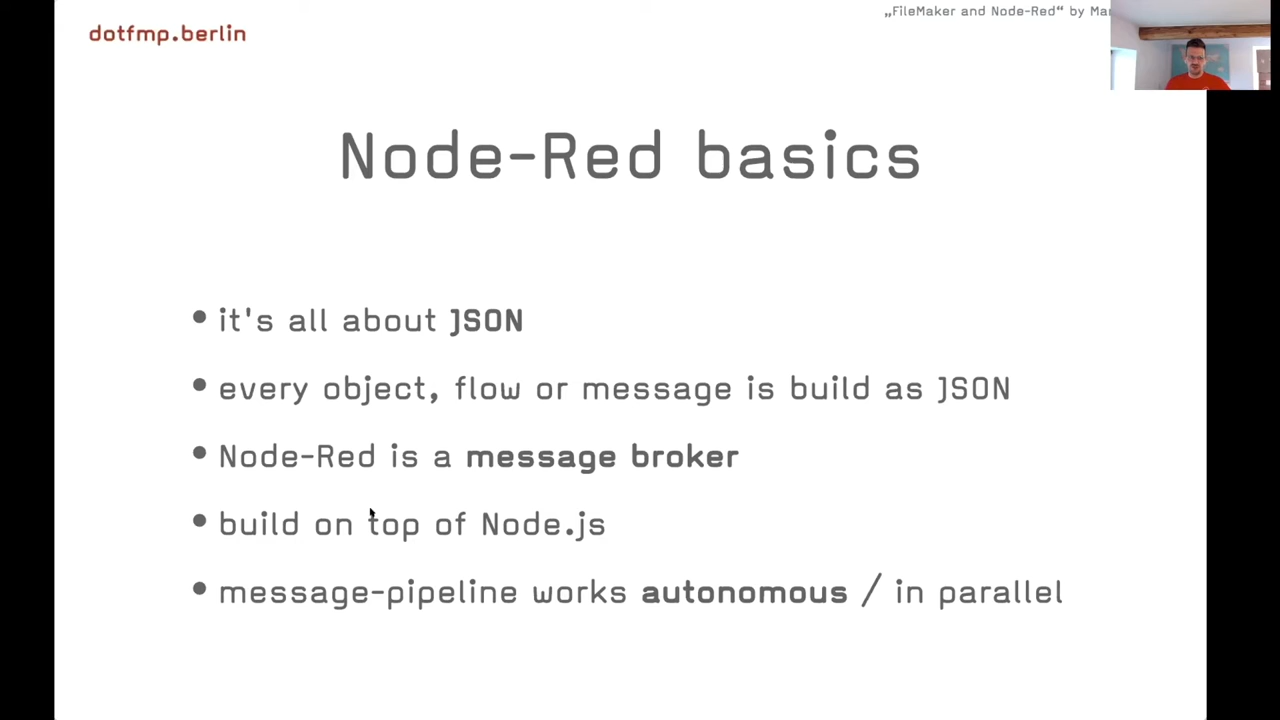 dotfmp.berlin
„FileMaker and Node-Red“ by
Node-Red basics
• it's all about JSON
• every object, flow or message is build as JSON
• Node-Red is a message broker
• build on top of Node.js
• message-pipeline works autonomous / in parallel